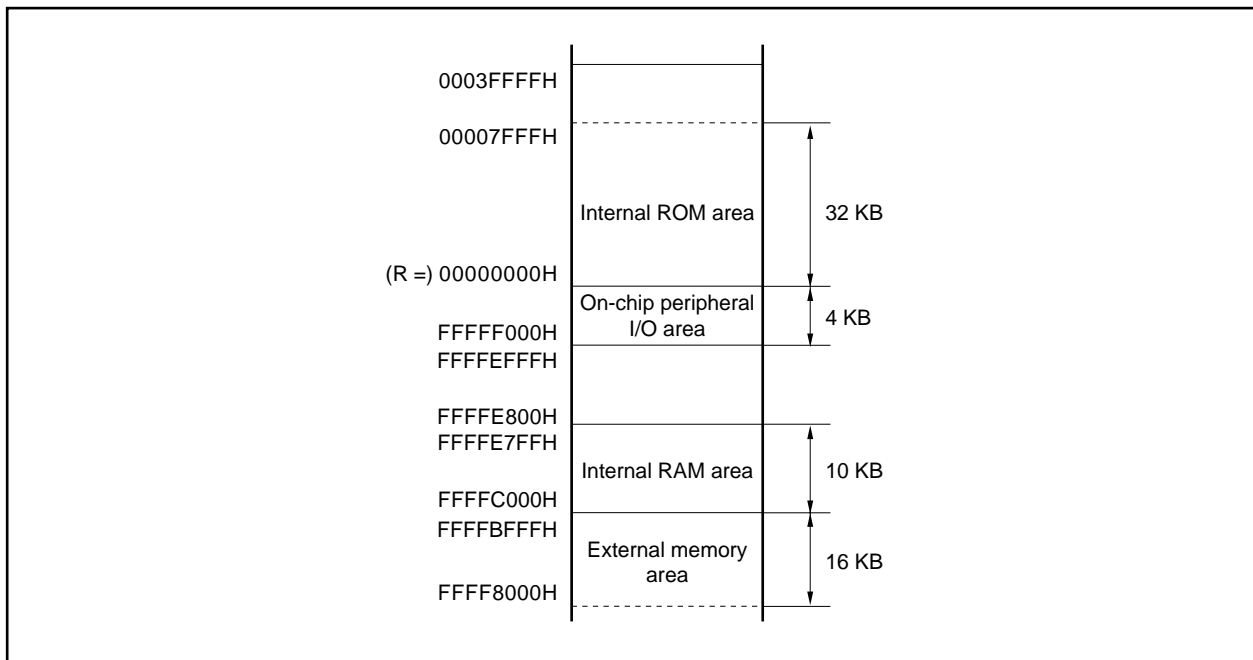 0003FFFFH
00007FFFH
Internal ROM area
32 KB
(R =) 00000000H
On-chip peripheral
I/O area
4 KB
FFFFF000H
FFFFEFFFH
FFFFE800H
FFFFE7FFH
Internal RAM area
10 KB
FFFFC000H
FFFFBFFFH
External memory
area
16 KB
FFFF8000H